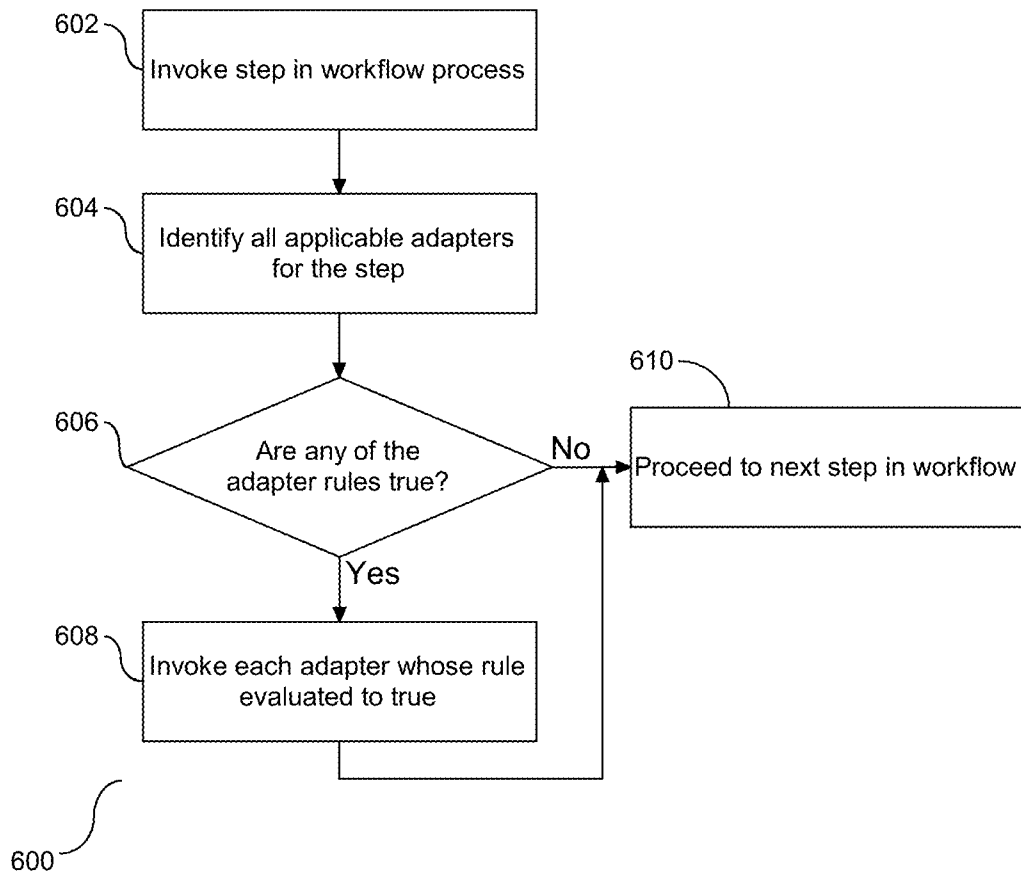 602
Invoke step in workflow process
604
Identify all applicable adapters
for the step
610
606
Are any of the
adapter rules true?
No
Proceed to next step in workflow
Yes
608
Invoke each adapter whose rule
evaluated to true
600